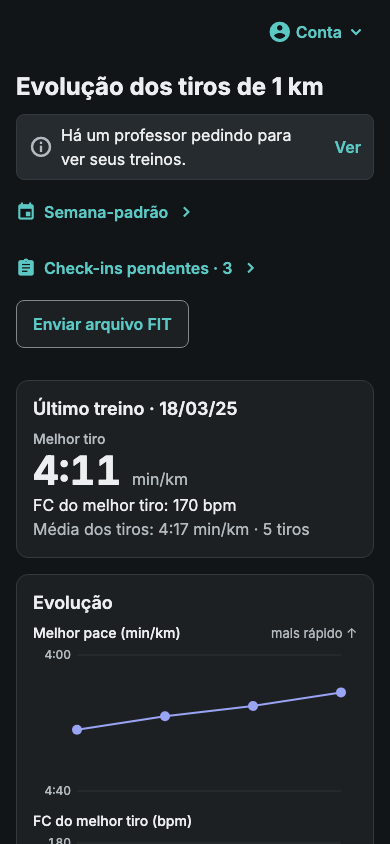 Conta
Evolução dos tiros de 1 km
Há um professor pedindo para
ver seus treinos.
Ver
Semana-padrão
Check-ins pendentes · 3
Enviar arquivo FIT
Último treino · 18/03/25
Melhor tiro
4:11 min/km
FC do melhor tiro: 170 bpm
Média dos tiros: 4:17 min/km · 5 tiros
Evolução
Melhor pace (min/km) mais rápido ↑
4:00
4:40
FC do melhor tiro (bpm)
180